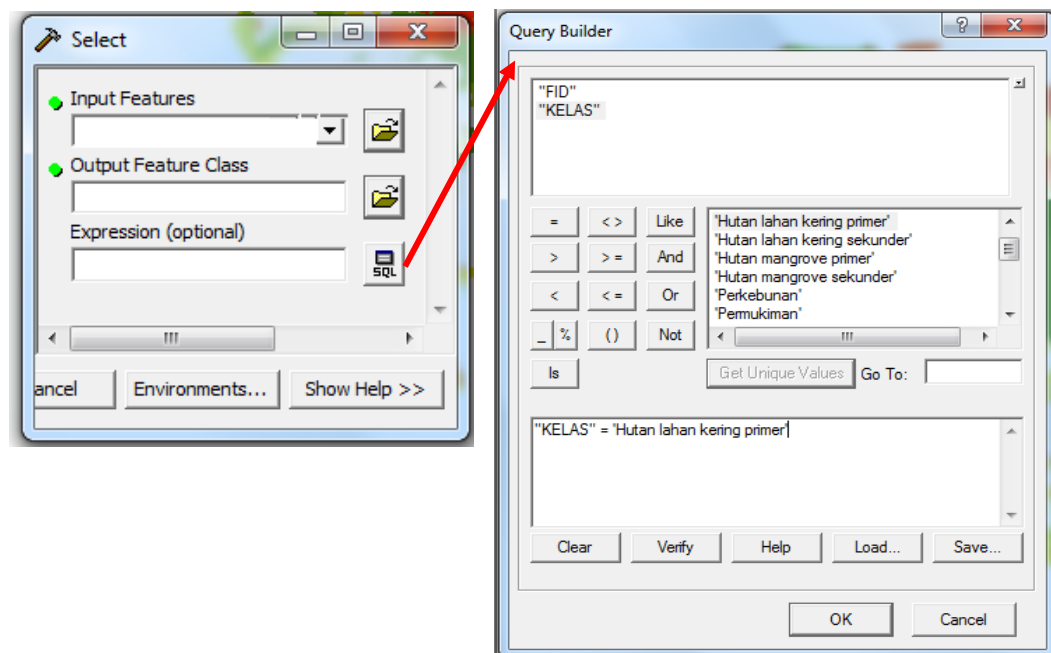 Select
Input Features
Output Feature Class
Expression (optional)
SQL
ancel
Environments...
Show Help >>
Query Builder
"FID"
"KELAS"
= < > Like
> > = And
< < = Or
_ % () Not
Is
'Hutan lahan kering primer'
'Hutan lahan kering sekunder'
'Hutan mangrove primer'
'Hutan mangrove sekunder'
'Perkebunan'
'Permukiman'
Get Unique Values Go To:
"KELAS" = 'Hutan lahan kering primer'
Clear Verify Help Load... Save...
OK Cancel